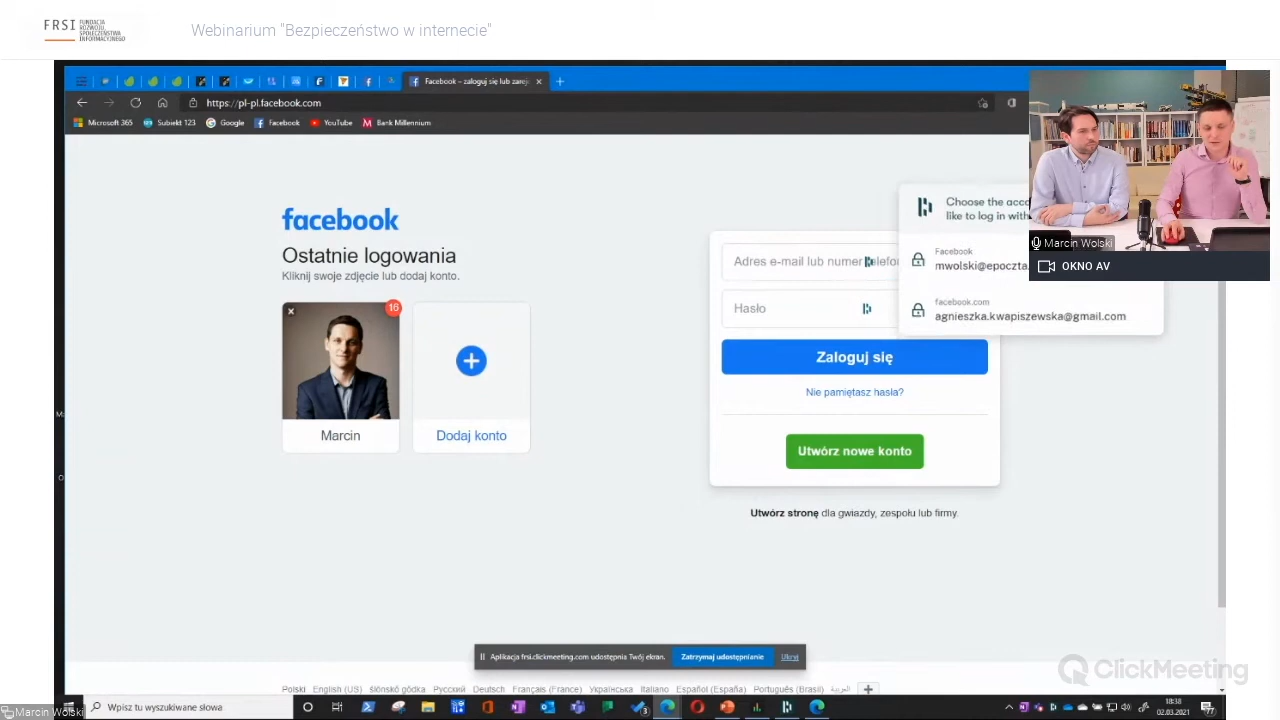 FRSI FUNDACJA ROZWOJU SPOŁECZEŃSTWA INFORMACYJNEGO
Webinarium "Bezpieczeństwo w internecie"
Facebook – zaloguj się lub zarej
https://pl-pl.facebook.com
Microsoft 365 Subiekt 123 Google Facebook YouTube Bank Millennium
facebook
Ostatnie logowania
Kliknij swoje zdjęcie lub dodaj konto.
16
Marcin
Dodaj konto
Adres e-mail lub numer telefon
Hasło
Zaloguj się
Nie pamiętasz hasła?
Utwórz nowe konto
Utwórz stronę dla gwiazdy, zespołu lub firmy.
Choose the acco
like to log in with
Facebook
mwolski@epoczta.
facebook.com
agnieszka.kwapiszewska@gmail.com
Marcin Wolski
OKNO AV
Aplikacja frsi.clickmeeting.com udostępnia Twój ekran. Zatrzymaj udostępnianie Ukryj
Polski English (US) ślōnskŏ gŏdka Русский Deutsch Français (France) Українська Italiano Español (España) Português (Brasil) العربية
ClickMeeting
Marcin Wolski
Wpisz tu wyszukiwane słowa
18:38
02.03.2021